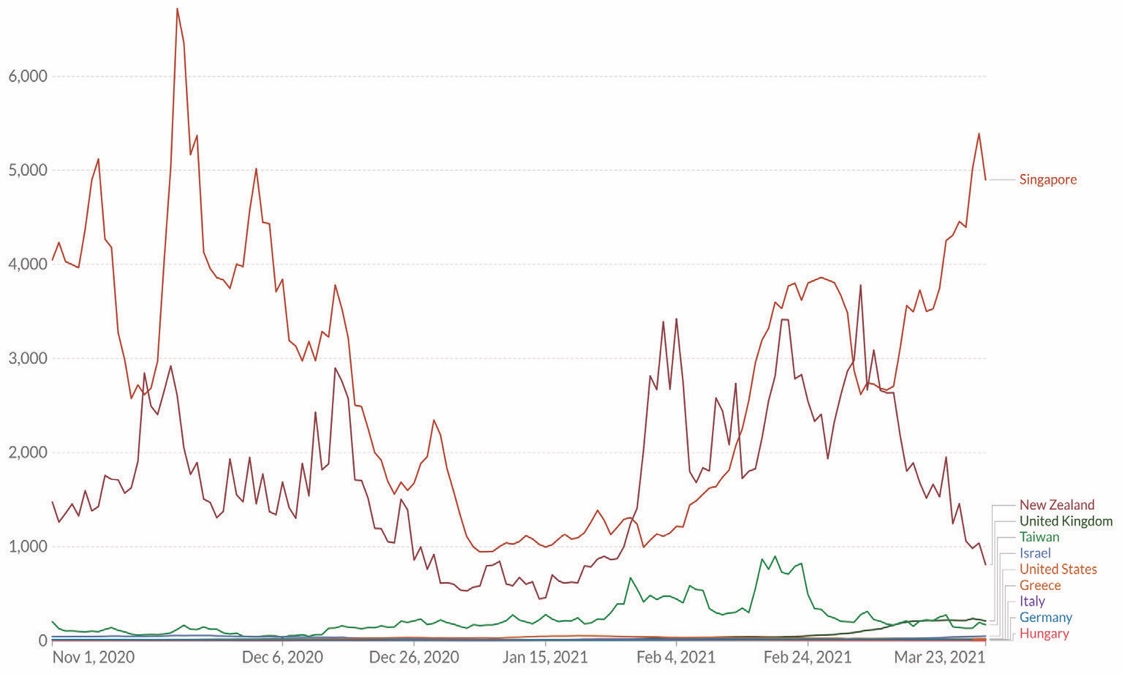 6,000
5,000
4,000
3,000
2,000
1,000
0
Nov 1, 2020
Dec 6, 2020
Dec 26, 2020
Jan 15, 2021
Feb 4, 2021
Feb 24, 2021
Mar 23, 2021
Singapore
New Zealand
United Kingdom
Taiwan
Israel
United States
Greece
Italy
Germany
Hungary